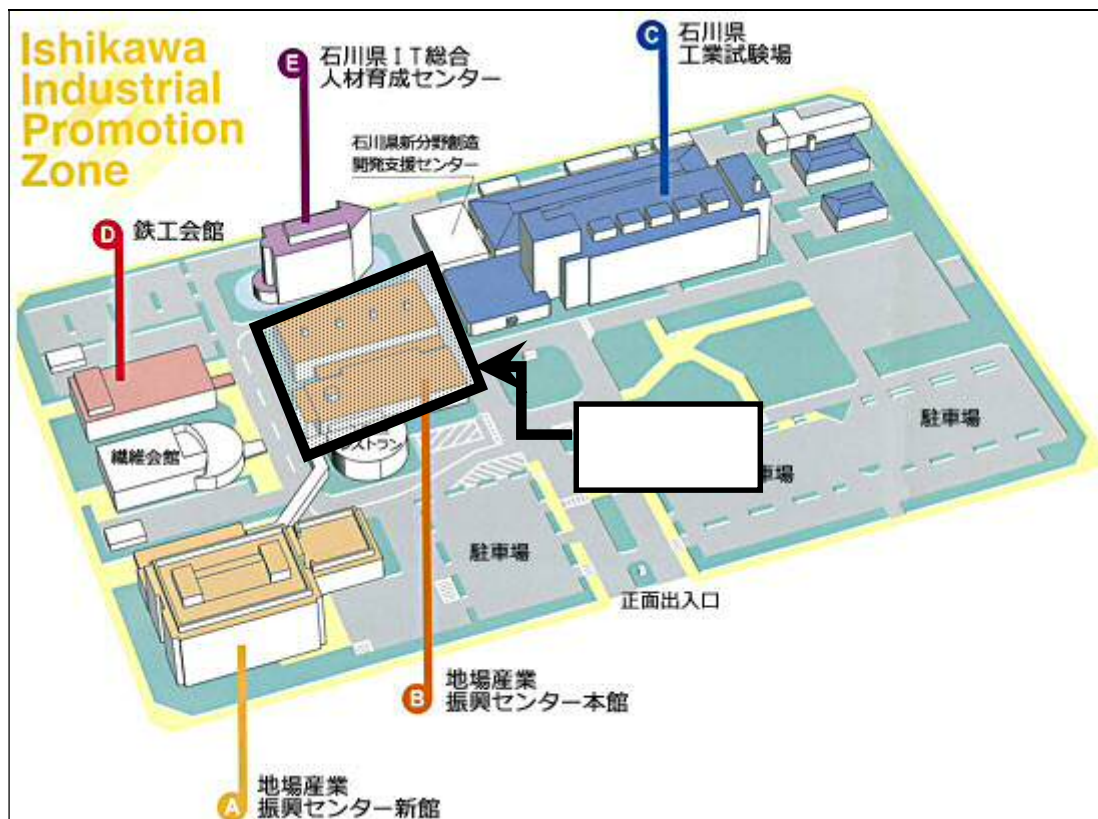 Ishikawa
Industrial
Promotion
Zone
E
石川県IT総合
人材育成センター
C
石川県
工業試験場
石川県新分野創造
開発支援センター
D
鉄工会館
繊維会館
ストラン
駐車場
車場
駐車場
正面出入口
B
地場産業
振興センター本館
A
地場産業
振興センター新館